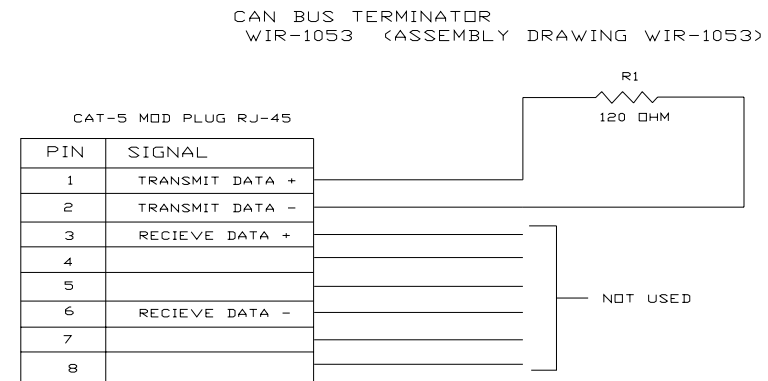 CAN BUS TERMINATOR
WIR-1053 (ASSEMBLY DRAWING WIR-1053)
R1
120 OHM
CAT-5 MOD PLUG RJ-45
PIN SIGNAL
1 TRANSMIT DATA +
2 TRANSMIT DATA -
3 RECIEVE DATA +
4
5
6 RECIEVE DATA -
7
8
NOT USED